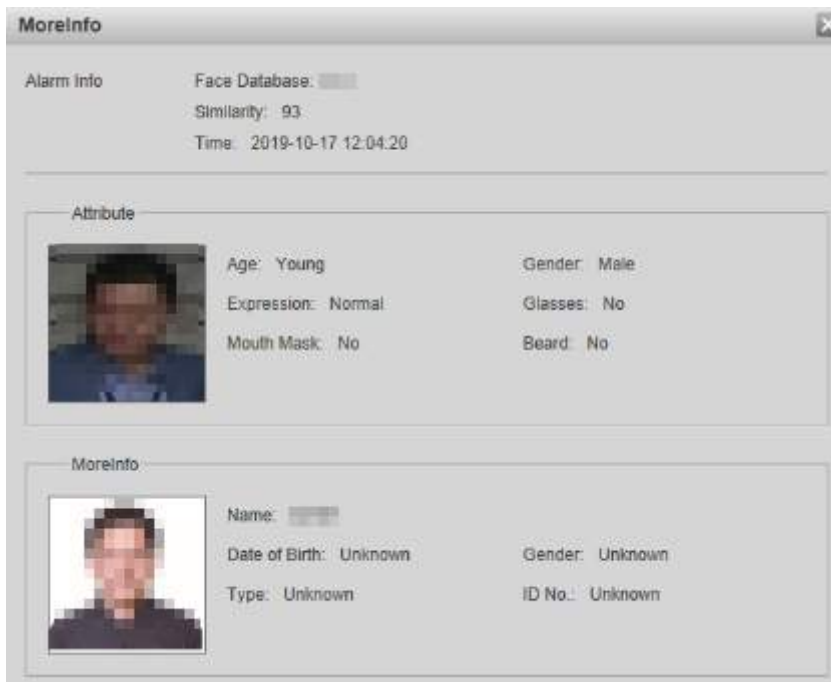 MoreInfo
Alarm Info
Face Database:
Similarity: 93
Time: 2019-10-17 12:04:20
Attribute
Age: Young Gender: Male
Expression: Normal Glasses: No
Mouth Mask: No Beard: No
MoreInfo
Name:
Date of Birth: Unknown Gender: Unknown
Type: Unknown ID No.: Unknown